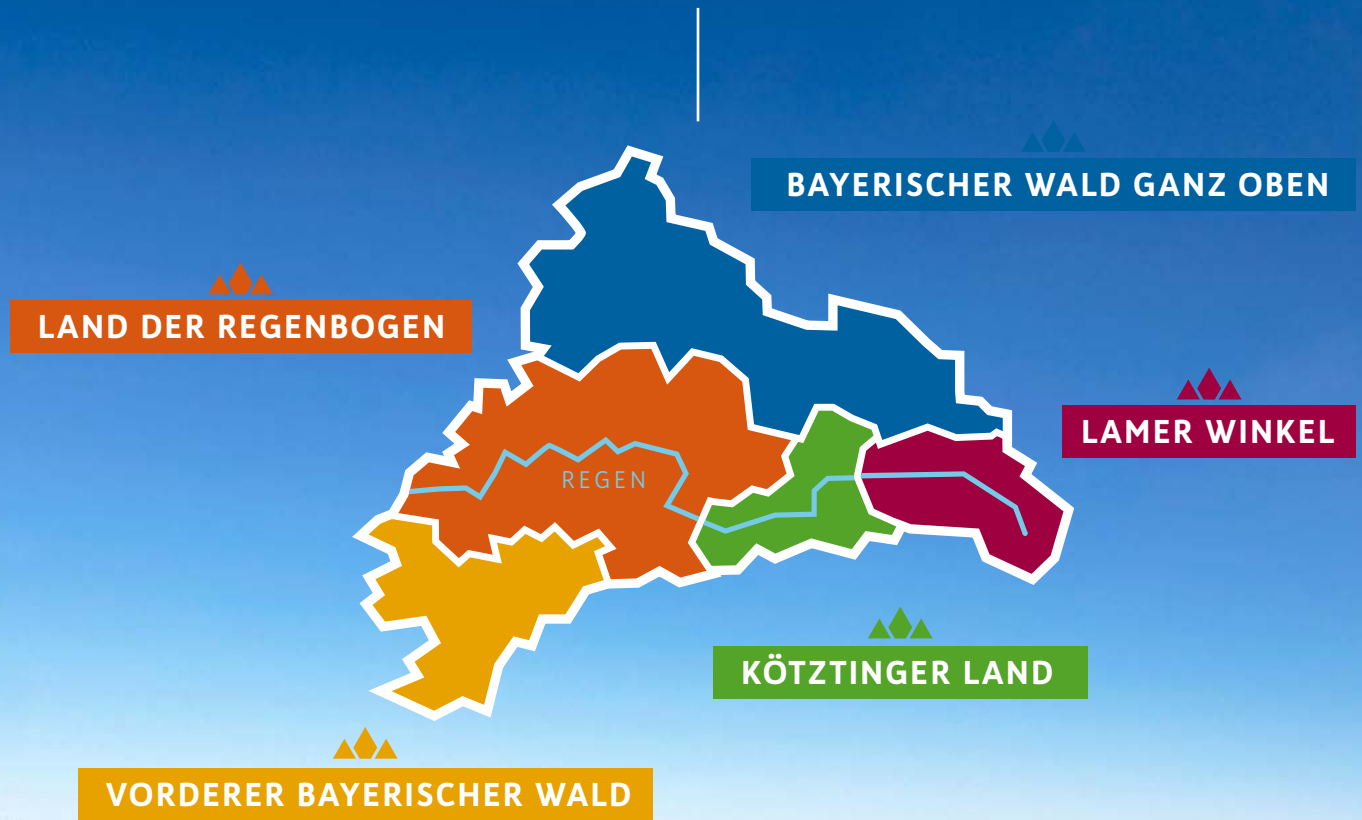 BAYERISCHER WALD GANZ OBEN
LAND DER REGENBOGEN
LAMER WINKEL
REGEN
KÖTZTINGER LAND
VORDERER BAYERISCHER WALD